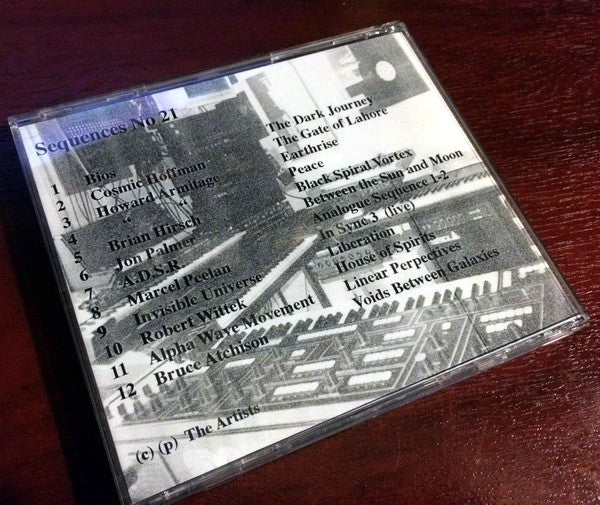 Sequences No 21
1 Bios The Dark Journey
2 Cosmic Hoffman The Gate of Lahore
3 Howard Armitage Earthrise
4 " " Peace
5 Brian Hirsch Black Spiral Vortex
6 Jon Palmer Between the Sun and Moon
7 A.D.S.R. Analogue Sequence 1-2
8 Marcel Peelan In Sync 3 (live)
9 Invisible Universe Liberation
10 Robert Wittek House of Spirits
11 Alpha Wave Movement Linear Perpectives
12 Bruce Atchison Voids Between Galaxies
(c) (p) The Artists